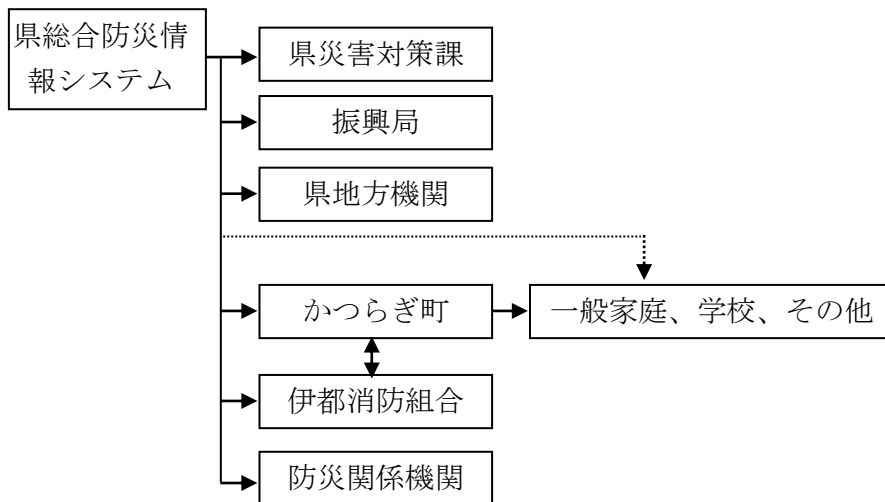 県総合防災情
報システム
県災害対策課
振興局
県地方機関
かつらぎ町
一般家庭、学校、その他
伊都消防組合
防災関係機関